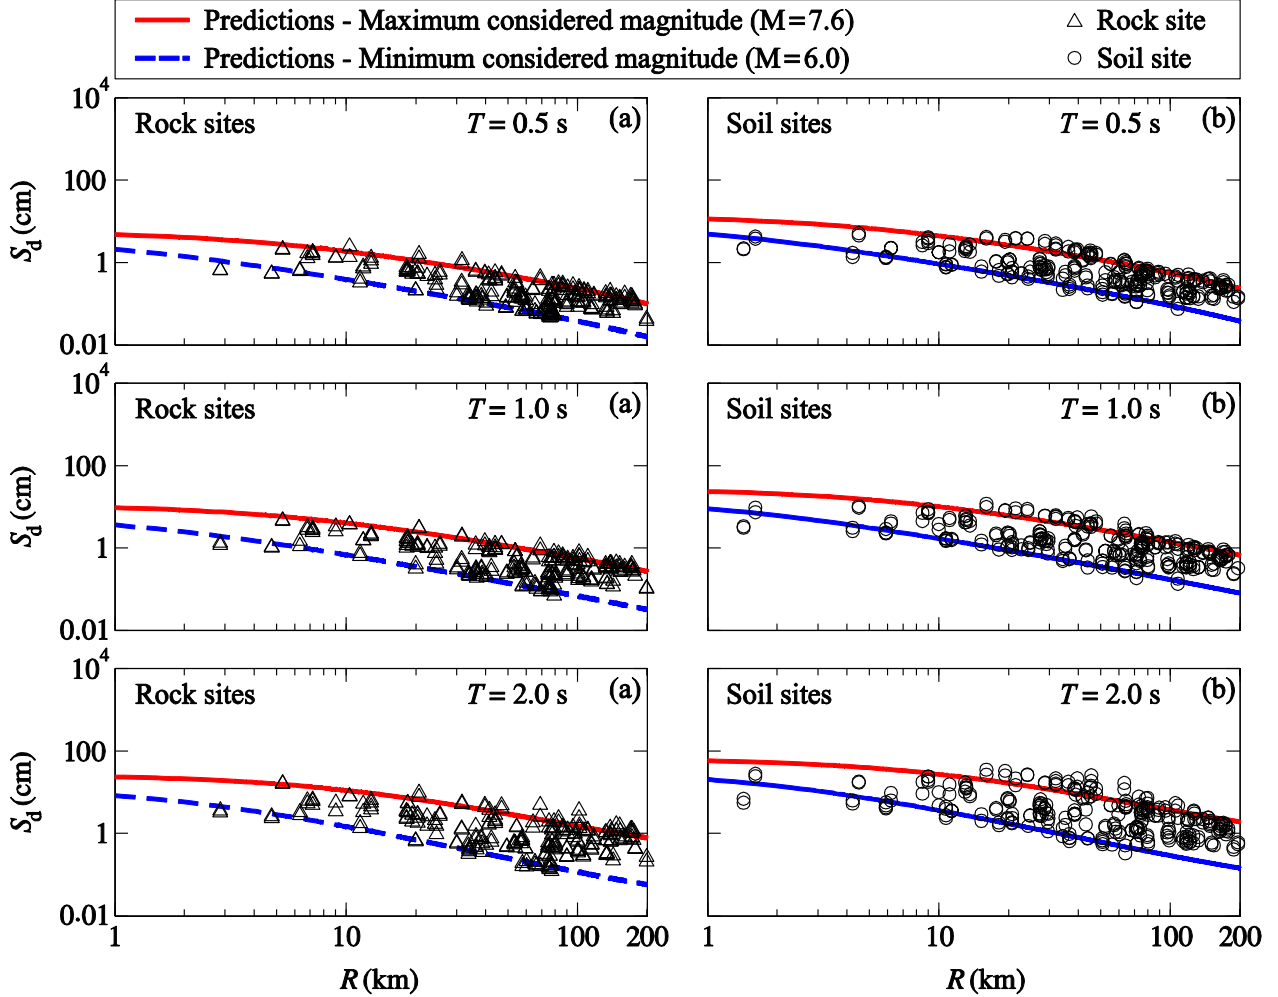 Predictions - Maximum considered magnitude (M=7.6)
Rock site
Predictions - Minimum considered magnitude (M=6.0)
Soil site
10^4
Rock sites
T = 0.5 s
(a)
Soil sites
T = 0.5 s
(b)
100
S_d (cm)
1
0.01
10^4
Rock sites
T = 1.0 s
(a)
Soil sites
T = 1.0 s
(b)
100
S_d (cm)
1
0.01
10^4
Rock sites
T = 2.0 s
(a)
Soil sites
T = 2.0 s
(b)
100
S_d (cm)
1
0.01
1 10 100 200
1 10 100 200
R (km)
R (km)